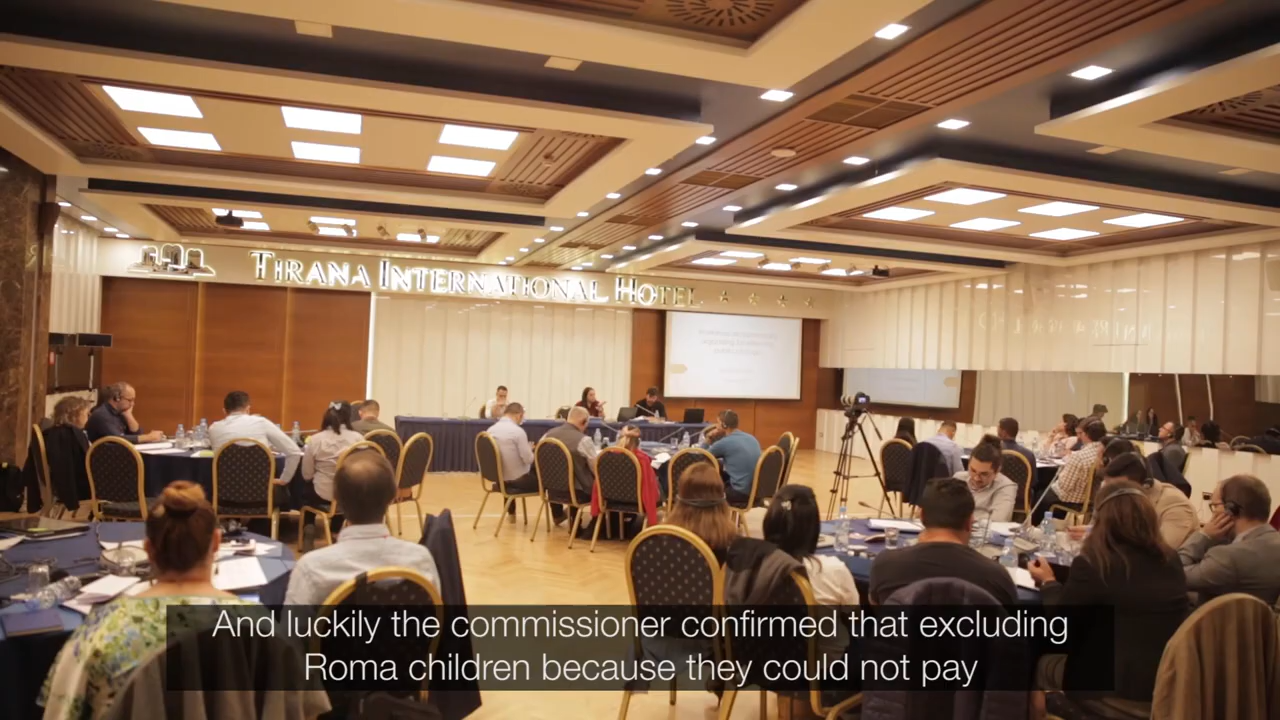 TIRANA INTERNATIONAL HOTEL
And luckily the commissioner confirmed that excluding
Roma children because they could not pay